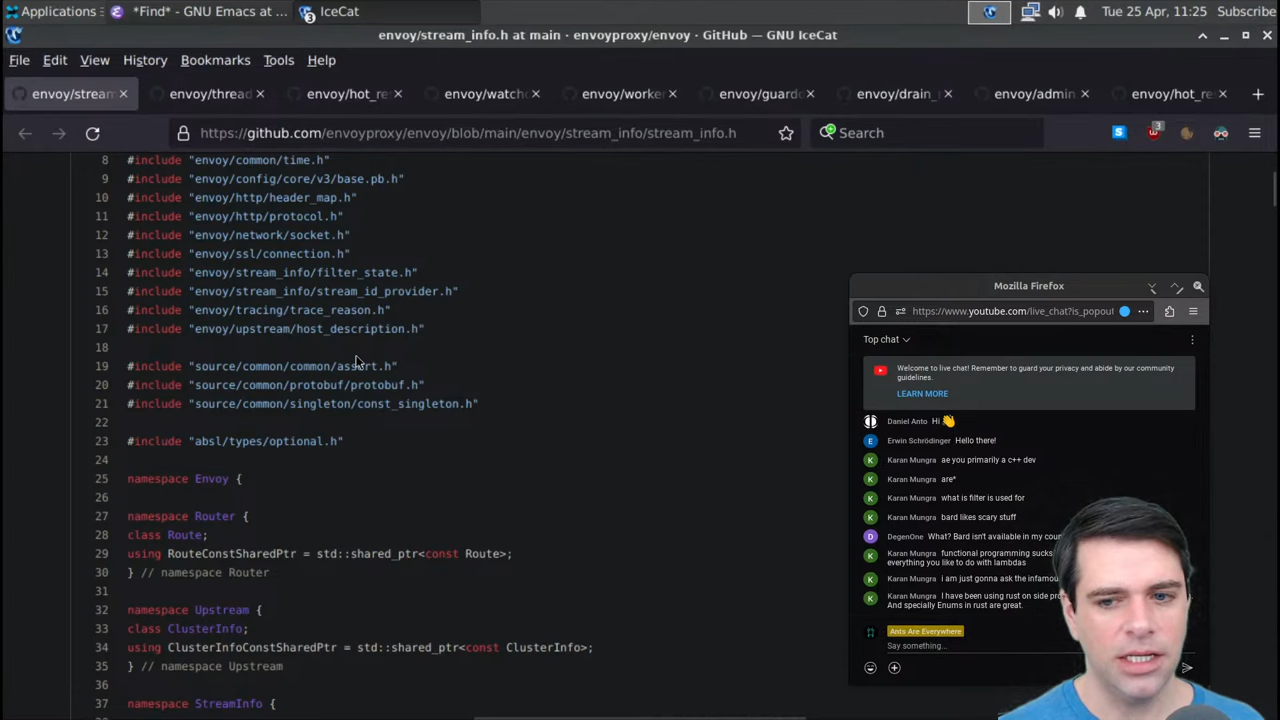 Applications
*Find* - GNU Emacs at ...
IceCat
3
Tue 25 Apr, 11:25
Subscribe
envoy/stream_info.h at main · envoyproxy/envoy · GitHub — GNU IceCat
File Edit View History Bookmarks Tools Help
envoy/stream
envoy/thread
envoy/hot_re
envoy/watch
envoy/worke
envoy/guard
envoy/drain_
envoy/admin
envoy/hot_res
https://github.com/envoyproxy/envoy/blob/main/envoy/stream_info/stream_info.h
Search
3
8 #include "envoy/common/time.h"
9 #include "envoy/config/core/v3/base.pb.h"
10 #include "envoy/http/header_map.h"
11 #include "envoy/http/protocol.h"
12 #include "envoy/network/socket.h"
13 #include "envoy/ssl/connection.h"
14 #include "envoy/stream_info/filter_state.h"
15 #include "envoy/stream_info/stream_id_provider.h"
16 #include "envoy/tracing/trace_reason.h"
17 #include "envoy/upstream/host_description.h"
18
19 #include "source/common/common/assert.h"
20 #include "source/common/protobuf/protobuf.h"
21 #include "source/common/singleton/const_singleton.h"
22
23 #include "absl/types/optional.h"
24
25 namespace Envoy {
26
27 namespace Router {
28 class Route;
29 using RouteConstSharedPtr = std::shared_ptr<const Route>;
30 } // namespace Router
31
32 namespace Upstream {
33 class ClusterInfo;
34 using ClusterInfoConstSharedPtr = std::shared_ptr<const ClusterInfo>;
35 } // namespace Upstream
36
37 namespace StreamInfo {
Mozilla Firefox
https://www.youtube.com/live_chat?is_popout
Top chat
Welcome to live chat! Remember to guard your privacy and abide by our community
guidelines.
LEARN MORE
Daniel Anto Hi 👋
E Erwin Schrödinger Hello there!
K Karan Mungra ae you primarily a c++ dev
K Karan Mungra are*
K Karan Mungra what is filter is used for
K Karan Mungra bard likes scary stuff
D DegenOne What? Bard isn't available in my cou
K Karan Mungra functional programming sucks
everything you like to do with lambdas
K Karan Mungra i am just gonna ask the infamou
K Karan Mungra I have been using rust on side pro
And specially Enums in rust are great.
Ants Are Everywhere
Say something...